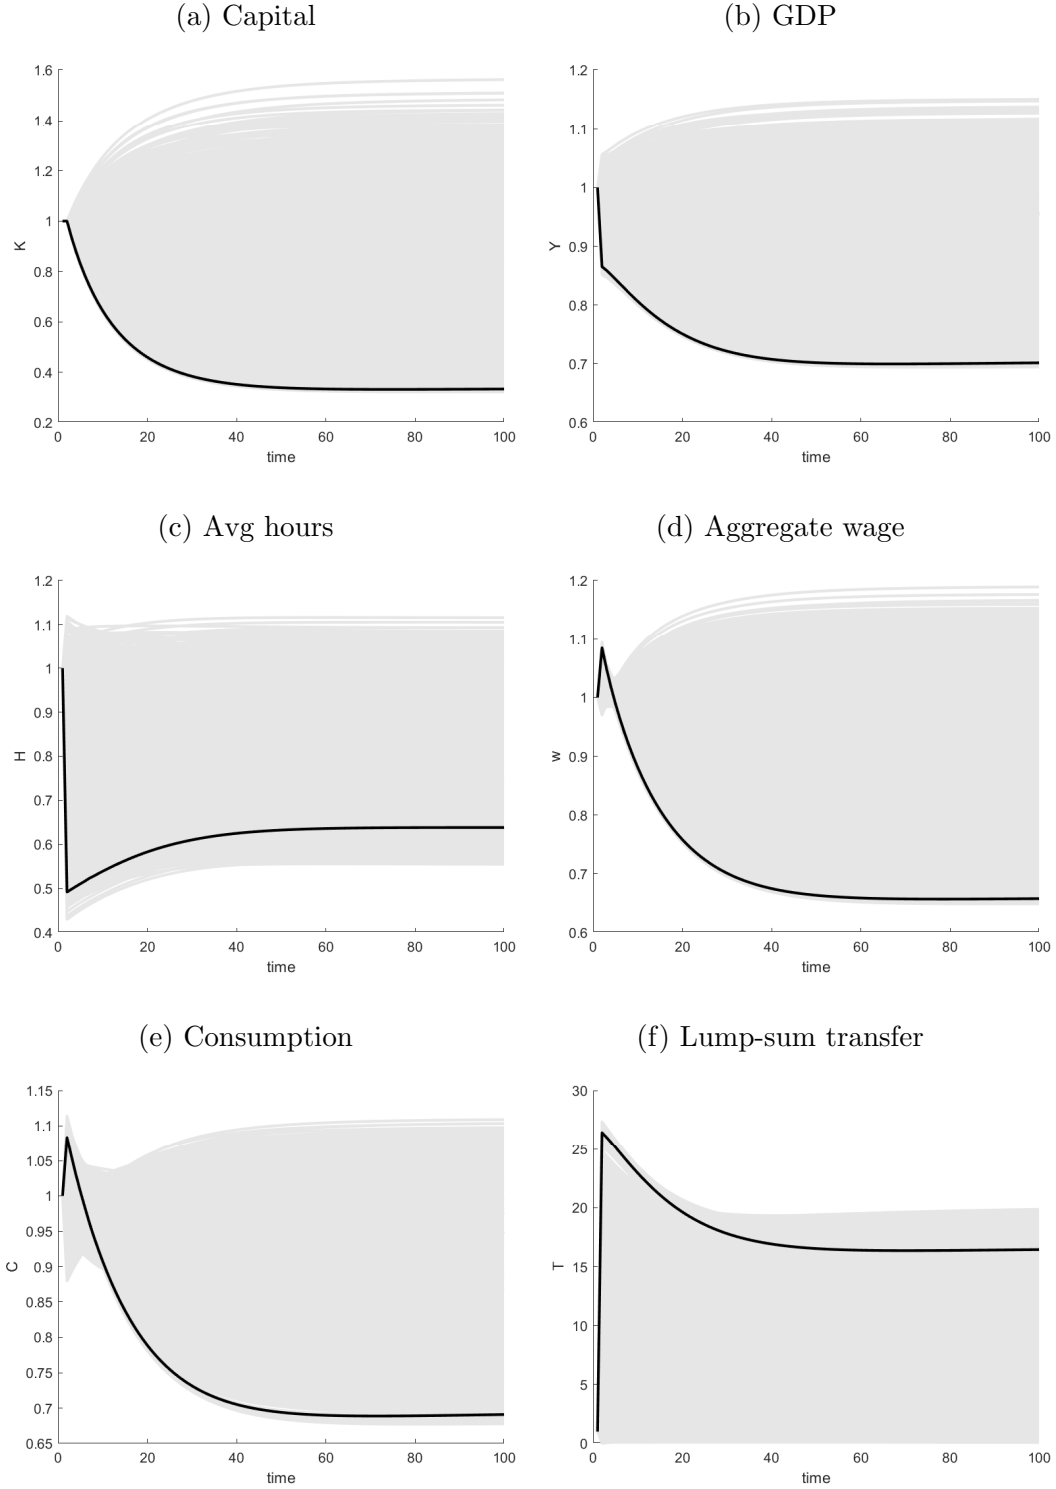 (a) Capital
1.6
1.4
1.2
1
0.8
0.6
0.4
0.2
K
0 20 40 60 80 100
time
(b) GDP
1.2
1.1
1
0.9
0.8
0.7
0.6
Y
0 20 40 60 80 100
time
(c) Avg hours
1.2
1.1
1
0.9
0.8
0.7
0.6
0.5
0.4
H
0 20 40 60 80 100
time
(d) Aggregate wage
1.2
1.1
1
0.9
0.8
0.7
0.6
w
0 20 40 60 80 100
time
(e) Consumption
1.15
1.1
1.05
1
0.95
0.9
0.85
0.8
0.75
0.7
0.65
C
0 20 40 60 80 100
time
(f) Lump-sum transfer
30
25
20
15
10
5
0
T
0 20 40 60 80 100
time